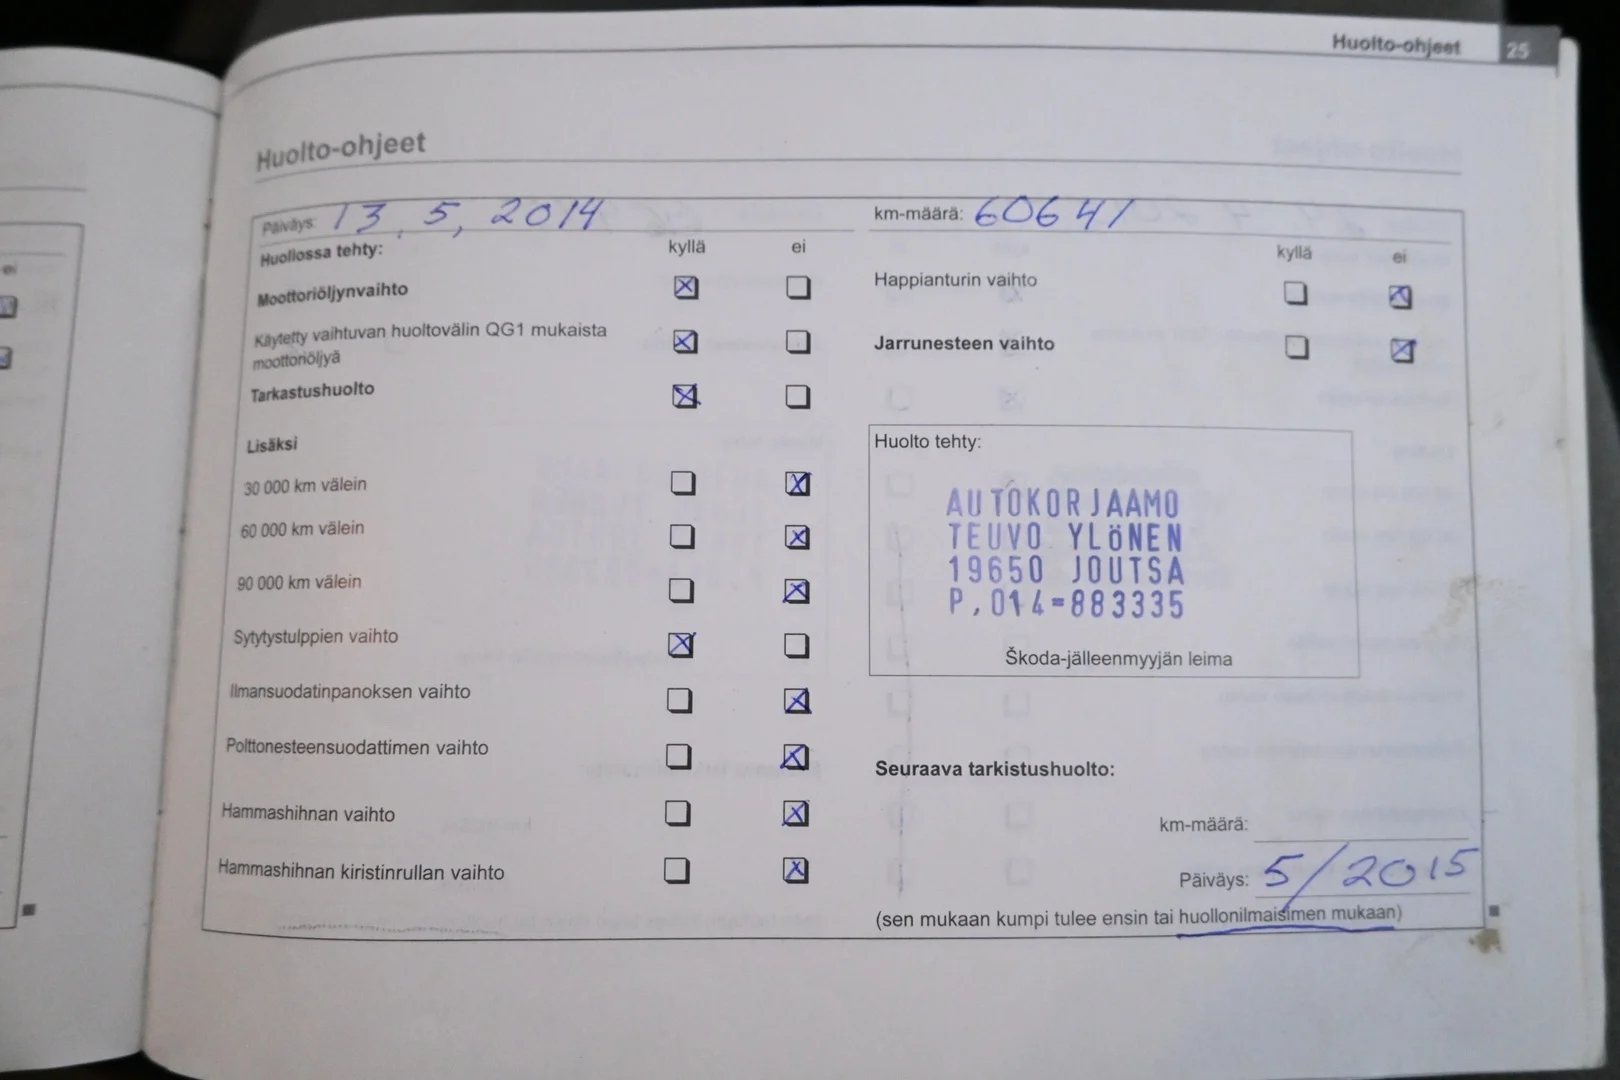 Huolto-ohjeet 25
Huolto-ohjeet
Päiväys: 13.5,2014
Huollossa tehty: kyllä ei
Moottoriöljynvaihto
Käytetty vaihtuvan huoltovälin QG1 mukaista
moottoriöljyä
Tarkastushuolto
Lisäksi
30 000 km välein
60 000 km välein
90 000 km välein
Sytytystulppien vaihto
Ilmansuodatinpanoksen vaihto
Polttonesteensuodattimen vaihto
Hammashihnan vaihto
Hammashihnan kiristinrullan vaihto
km-määrä: 60641
kyllä ei
Happianturin vaihto
Jarrunesteen vaihto
Huolto tehty:
AUTOKORJAAMO
TEUVO YLöNEN
19650 JOUTSA
P,014=883335
Škoda-jälleenmyyjän leima
Seuraava tarkistushuolto:
km-määrä:
Päiväys: 5/2015
(sen mukaan kumpi tulee ensin tai huollonilmaisimen mukaan)
ei